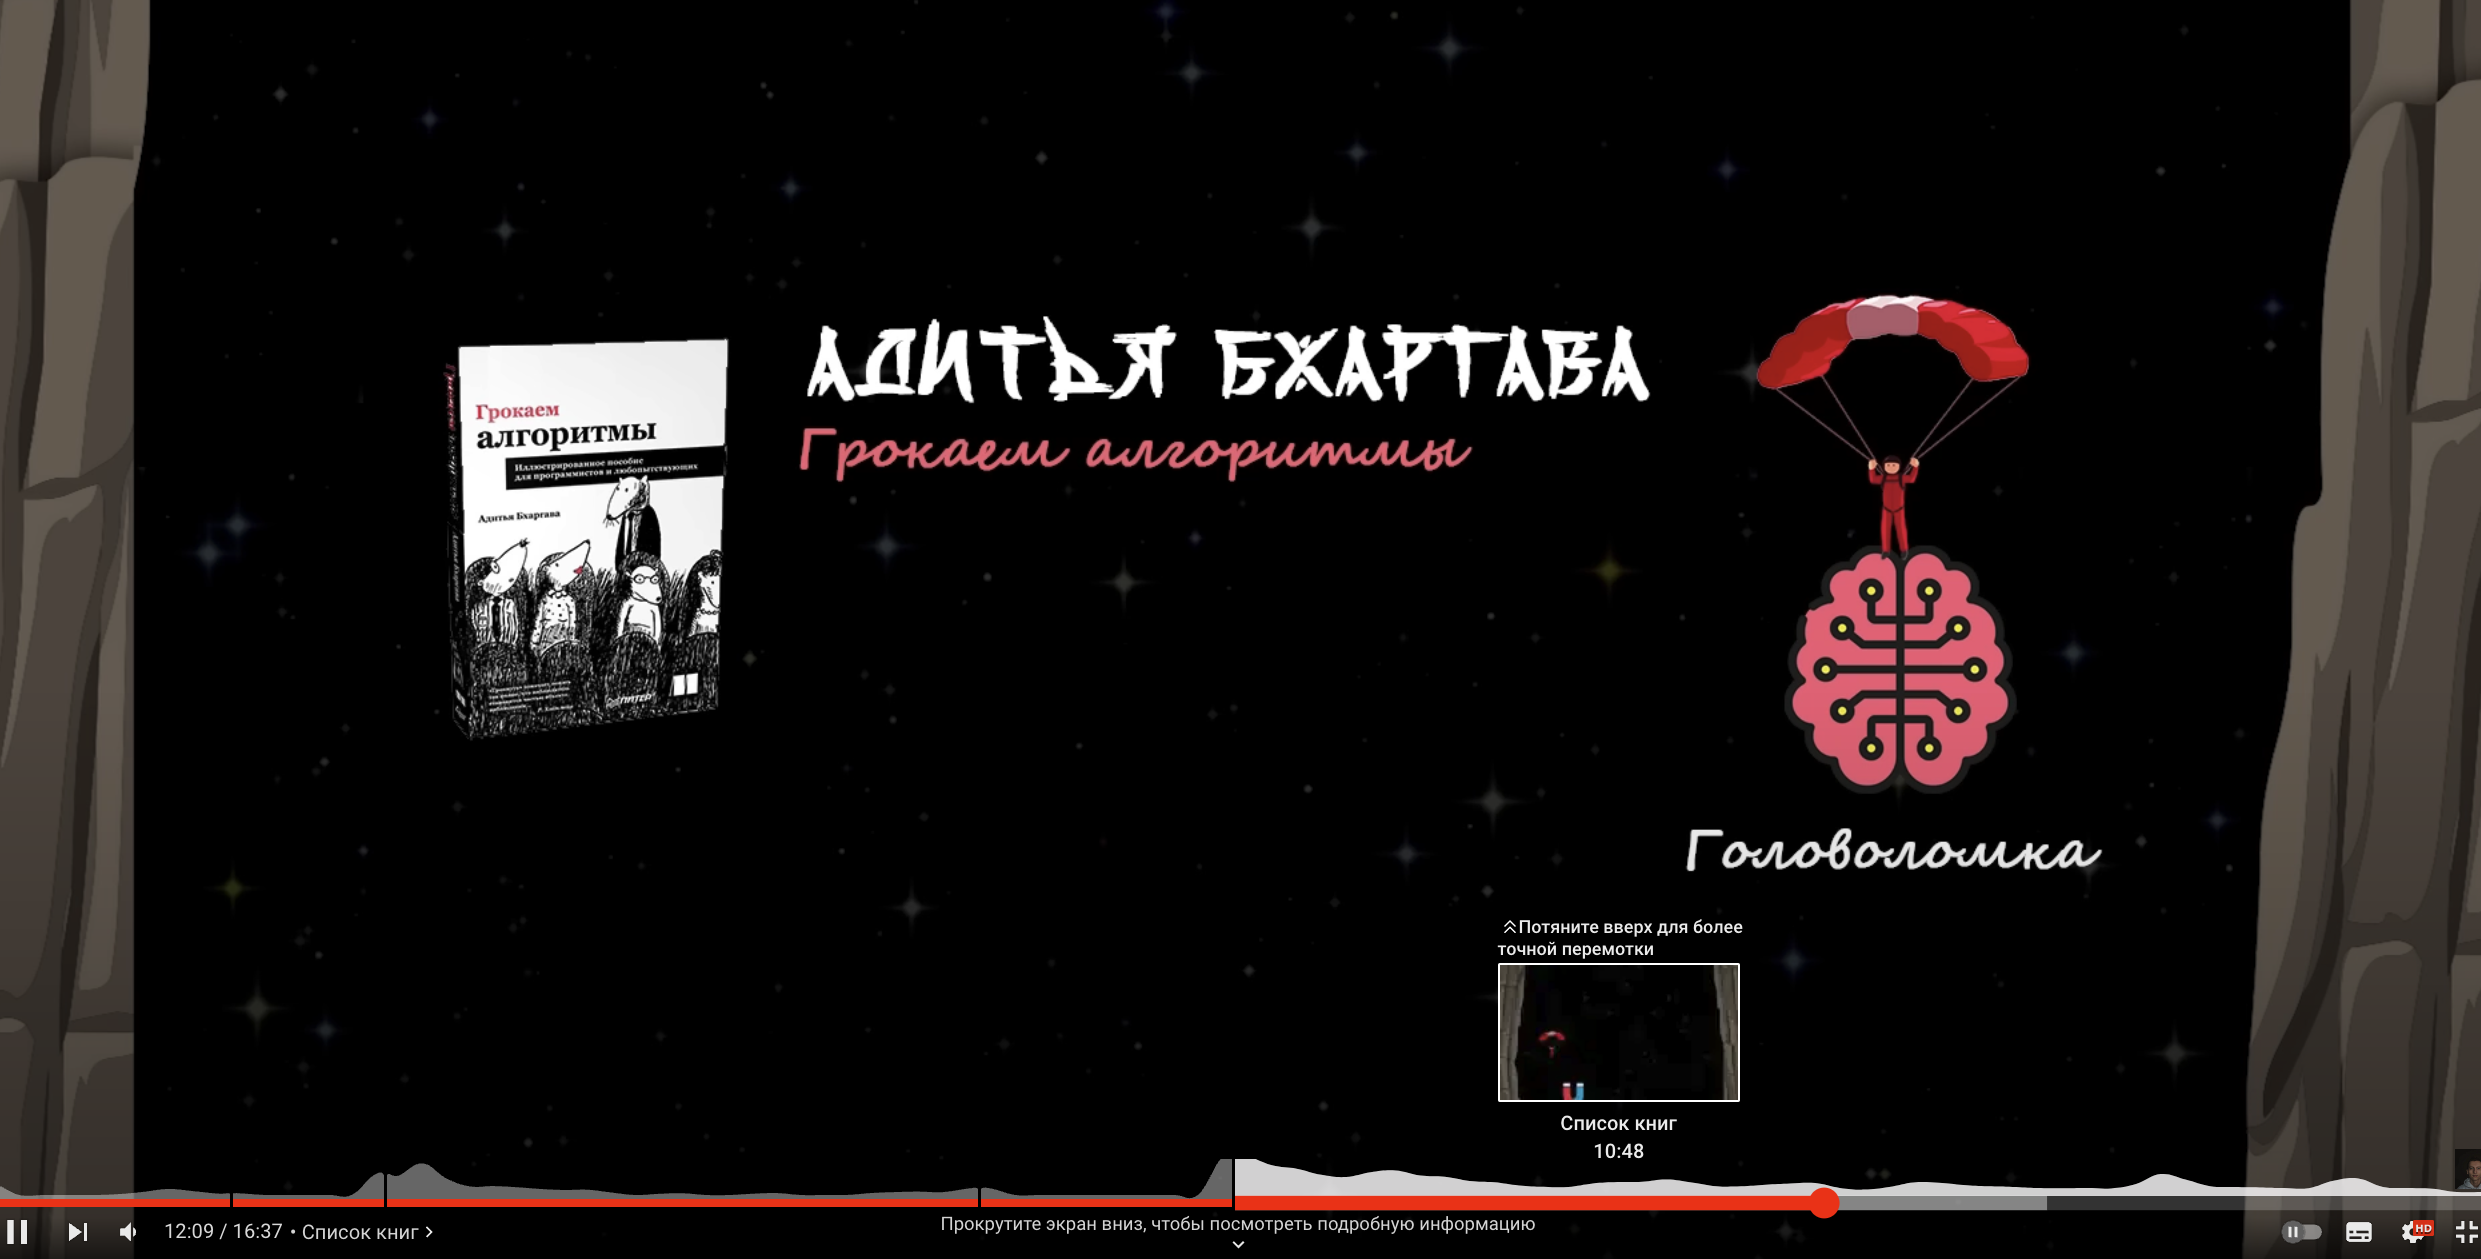 АДИТЬЯ БХАРТАВА
Грокаем алгоритмы
Грокаем
алгоритмы
Иллюстрированное пособие
для программистов и любопытствующих
Адитья Бхаргава
ПИТЕР
Головоломка
Потяните вверх для более
точной перемотки
Список книг
10:48
12:09 / 16:37 • Список книг
Прокрутите экран вниз, чтобы посмотреть подробную информацию
HD